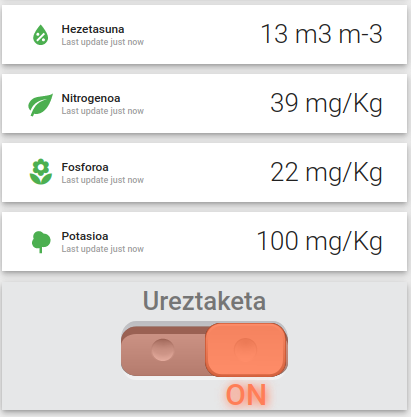 Hezetasuna
Last update just now
13 m3 m-3
Nitrogenoa
Last update just now
39 mg/Kg
Fosforoa
Last update just now
22 mg/Kg
Potasioa
Last update just now
100 mg/Kg
Ureztaketa
ON